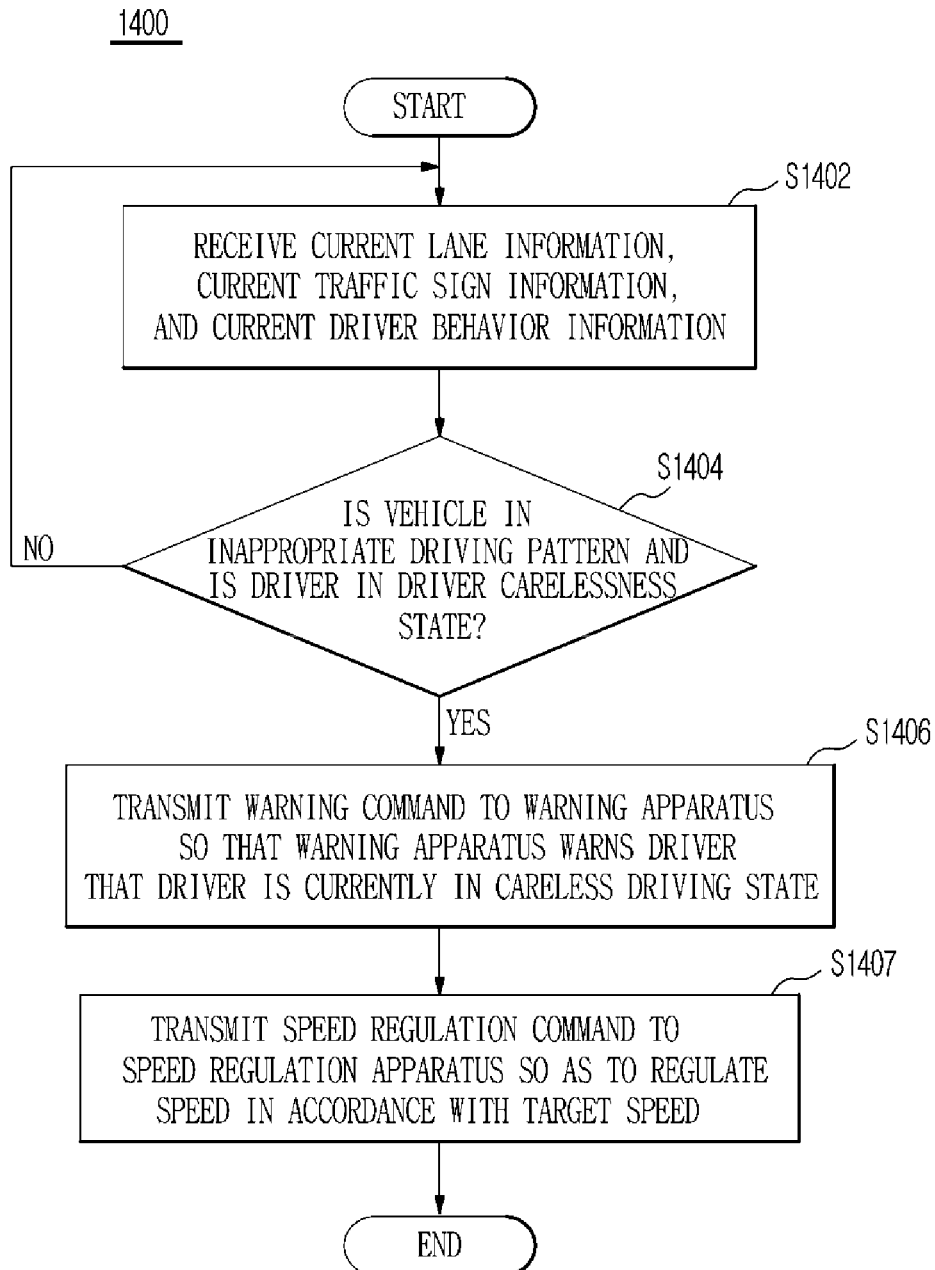 1400
START
S1402
RECEIVE CURRENT LANE INFORMATION,
CURRENT TRAFFIC SIGN INFORMATION,
AND CURRENT DRIVER BEHAVIOR INFORMATION
S1404
IS VEHICLE IN
INAPPROPRIATE DRIVING PATTERN AND
IS DRIVER IN DRIVER CARELESSNESS
STATE?
NO
YES
S1406
TRANSMIT WARNING COMMAND TO WARNING APPARATUS
SO THAT WARNING APPARATUS WARNS DRIVER
THAT DRIVER IS CURRENTLY IN CARELESS DRIVING STATE
S1407
TRANSMIT SPEED REGULATION COMMAND TO
SPEED REGULATION APPARATUS SO AS TO REGULATE
SPEED IN ACCORDANCE WITH TARGET SPEED
END